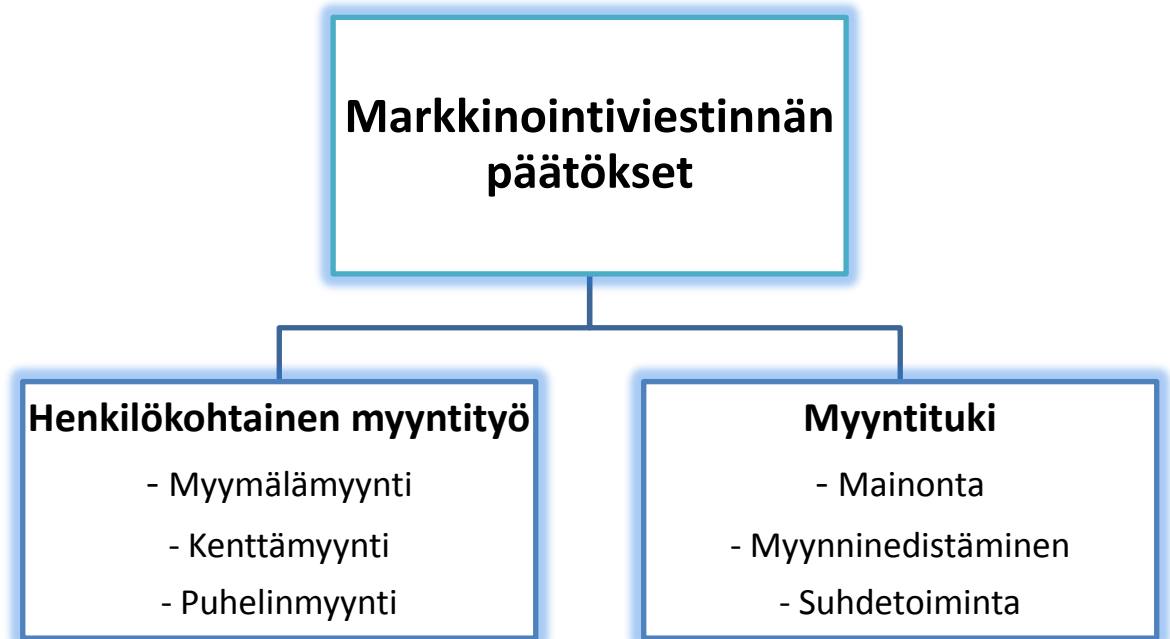 Markkinointiviestinnän
päätökset
Henkilökohtainen myyntityö
- Myymälämyynti
- Kenttämyynti
- Puhelinmyynti
Myyntituki
- Mainonta
- Myynninedistäminen
- Suhdetoiminta